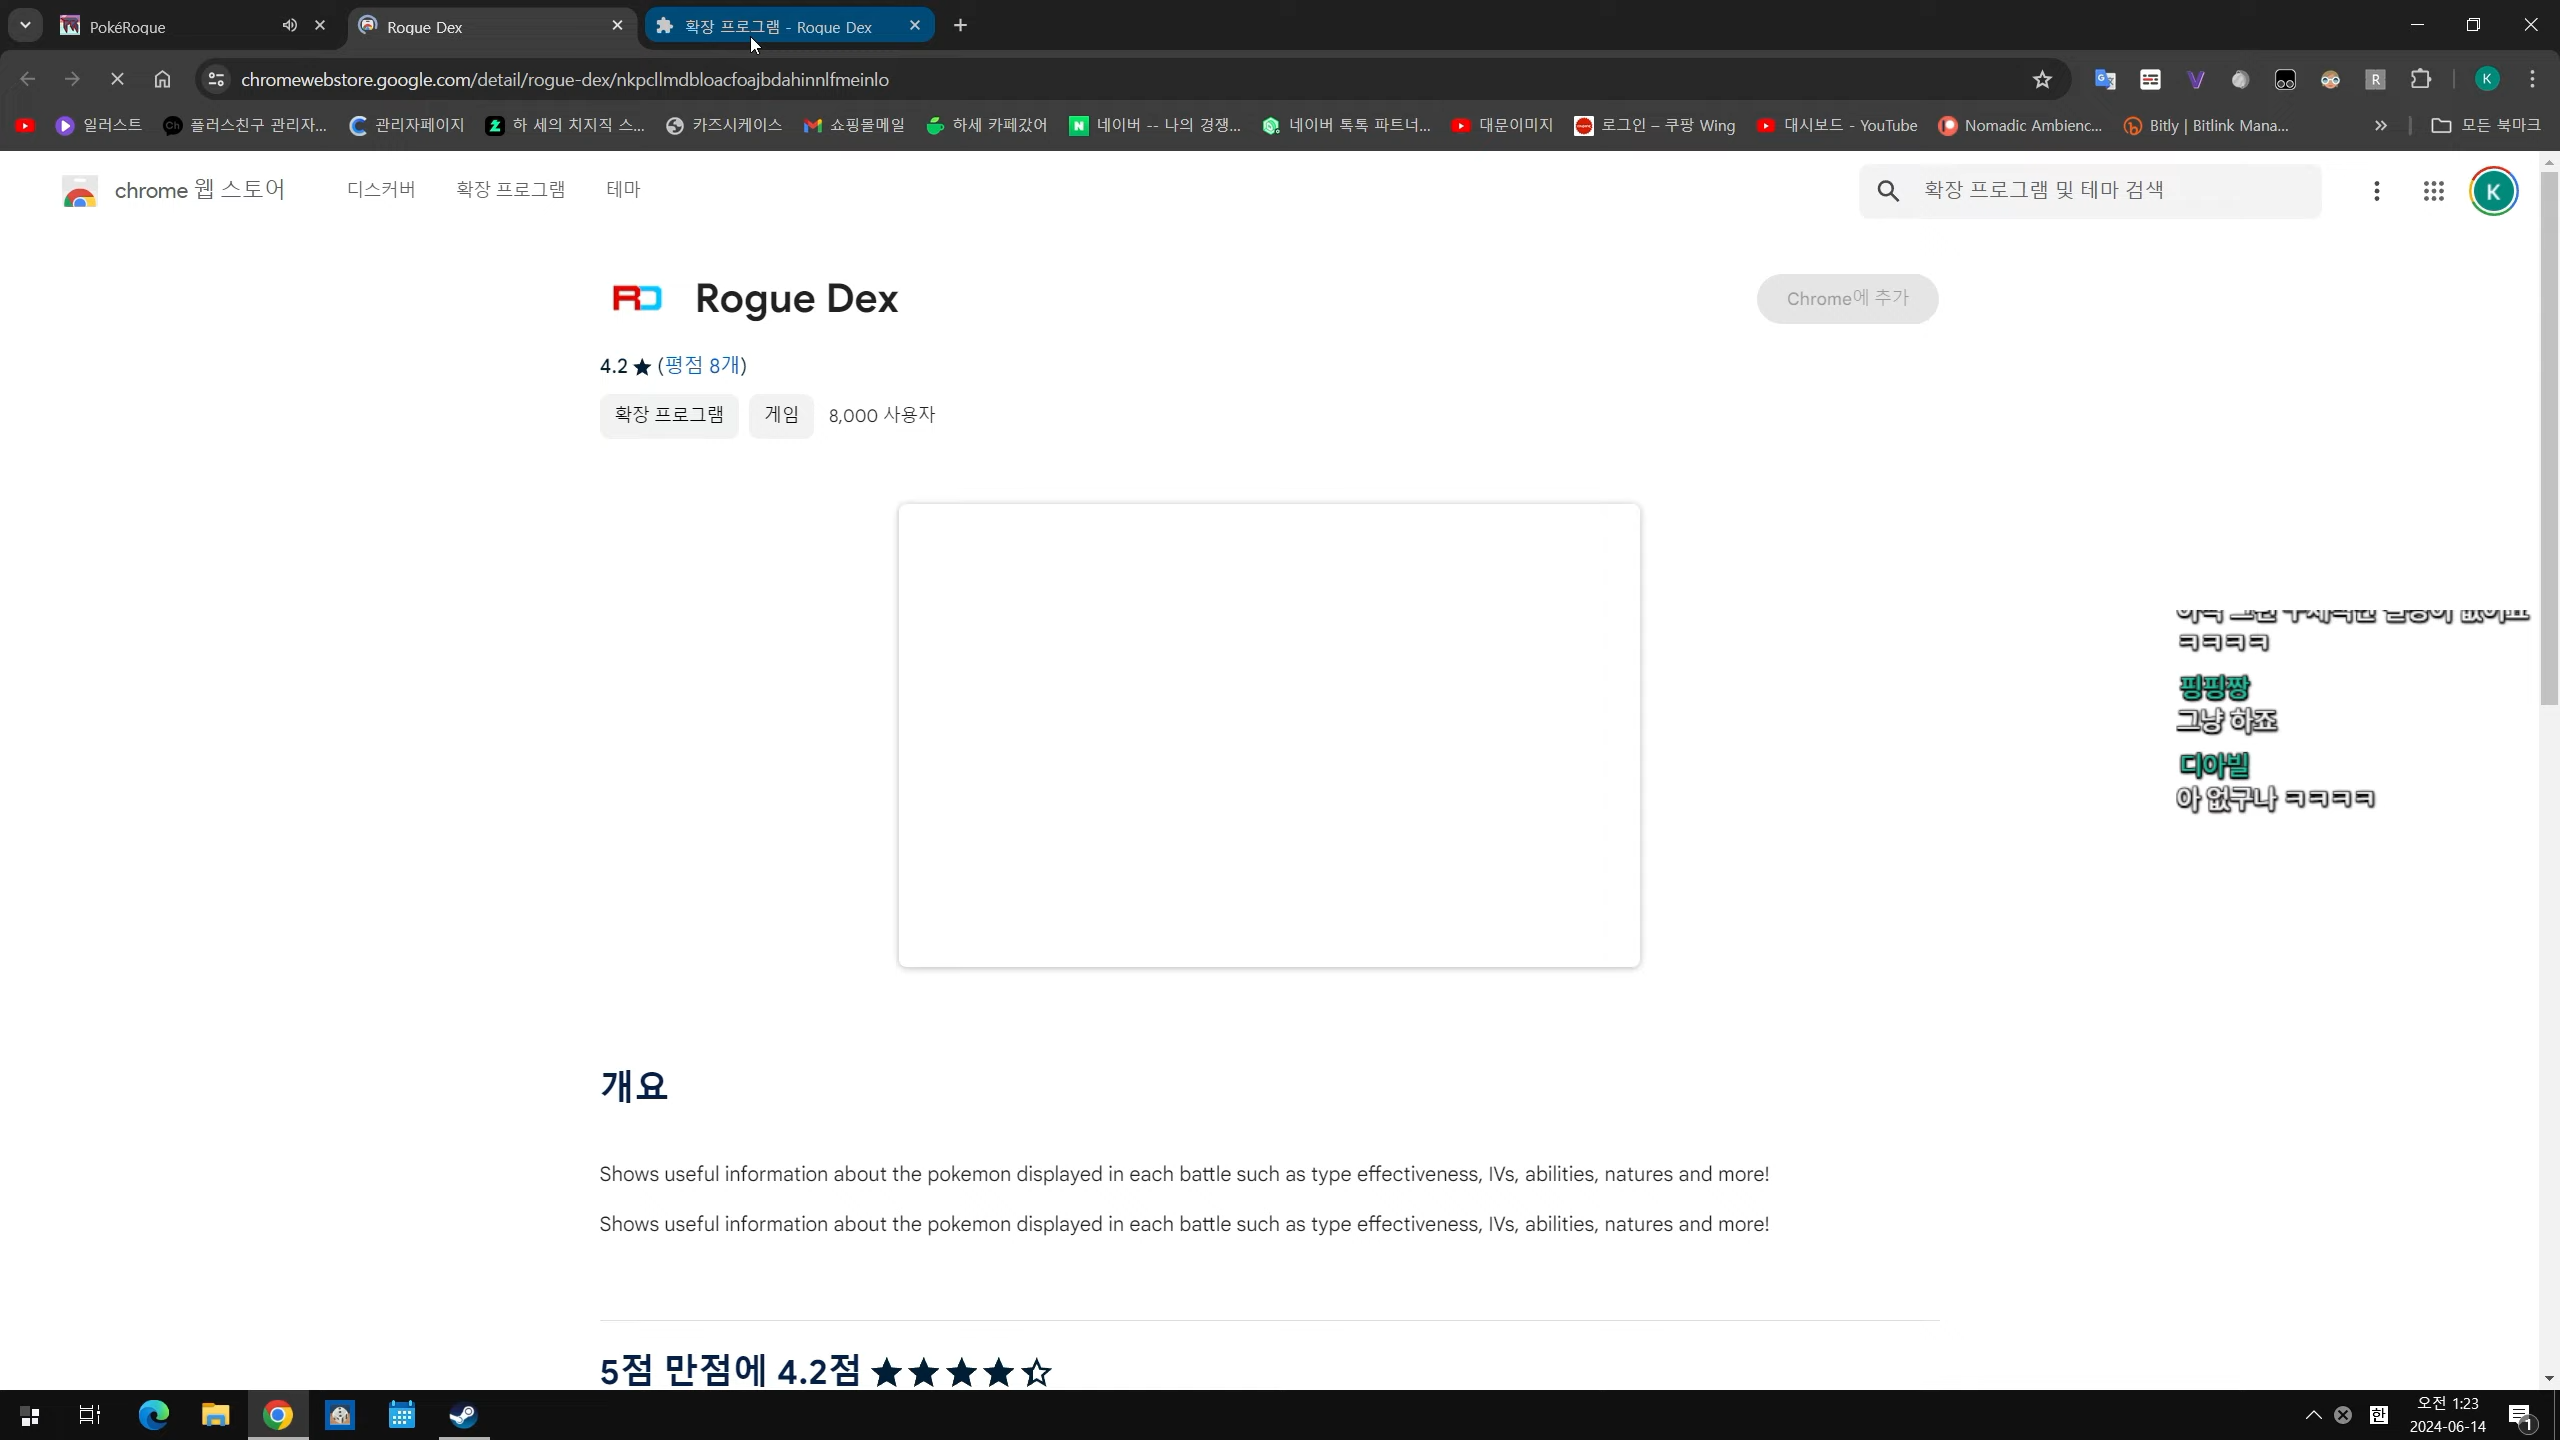 PokéRogue
Rogue Dex
확장 프로그램 - Rogue Dex
chromewebstore.google.com/detail/rogue-dex/nkpcllmdbloacfoajbdahinnlfmeinlo
K
일러스트
플러스친구 관리자...
관리자페이지
하 세의 치지직 스...
카즈시케이스
쇼핑몰메일
하세 카페갔어
네이버 -- 나의 경쟁...
네이버 톡톡 파트너...
대문이미지
로그인 – 쿠팡 Wing
대시보드 - YouTube
Nomadic Ambienc...
Bitly | Bitlink Mana...
모든 북마크
chrome 웹 스토어
디스커버
확장 프로그램
테마
확장 프로그램 및 테마 검색
K
RD
Rogue Dex
Chrome에 추가
4.2 ★ (평점 8개)
확장 프로그램
게임
8,000 사용자
ㅋㅋㅋㅋ
핑핑짱
그냥 하죠
디아빌
아 없구나 ㅋㅋㅋㅋ
개요
Shows useful information about the pokemon displayed in each battle such as type effectiveness, IVs, abilities, natures and more!
Shows useful information about the pokemon displayed in each battle such as type effectiveness, IVs, abilities, natures and more!
5점 만점에 4.2점
한
오전 1:23
2024-06-14
1